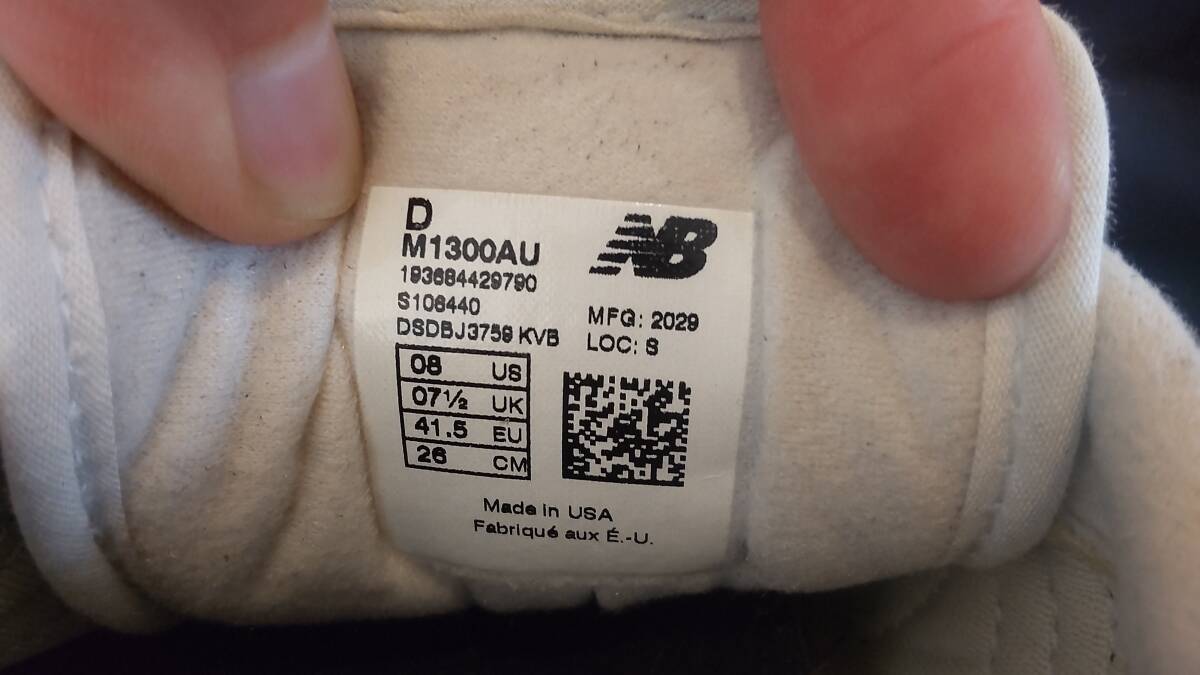 D
M1300AU
193684429790
S106440
DSDBJ3759 KVB
NB
MFG: 2029
LOC: S
08 US
07½ UK
41.5 EU
26 CM
Made in USA
Fabriqué aux É.-U.